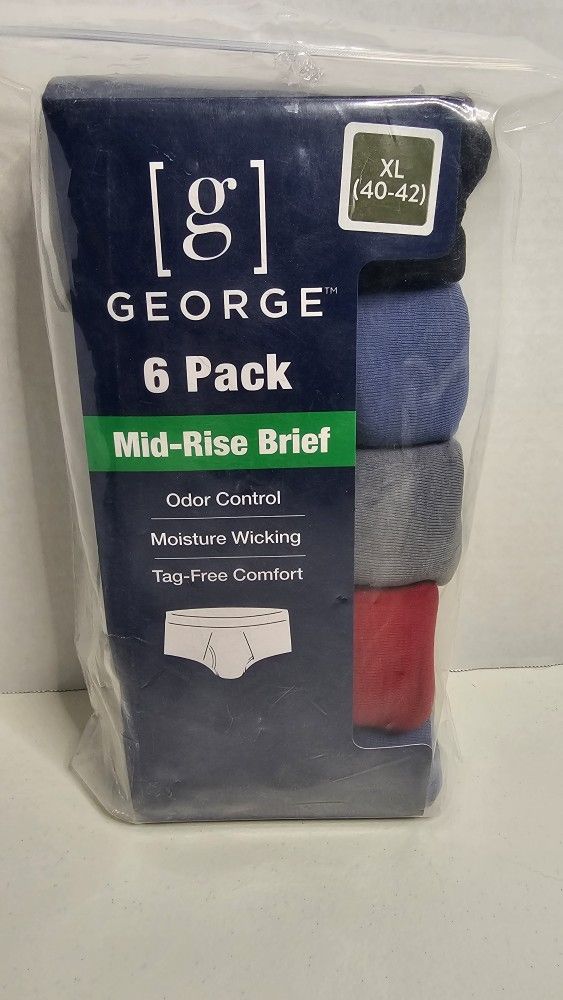 XL
(40-42)
[g]
GEORGE™
6 Pack
Mid-Rise Brief
Odor Control
Moisture Wicking
Tag-Free Comfort